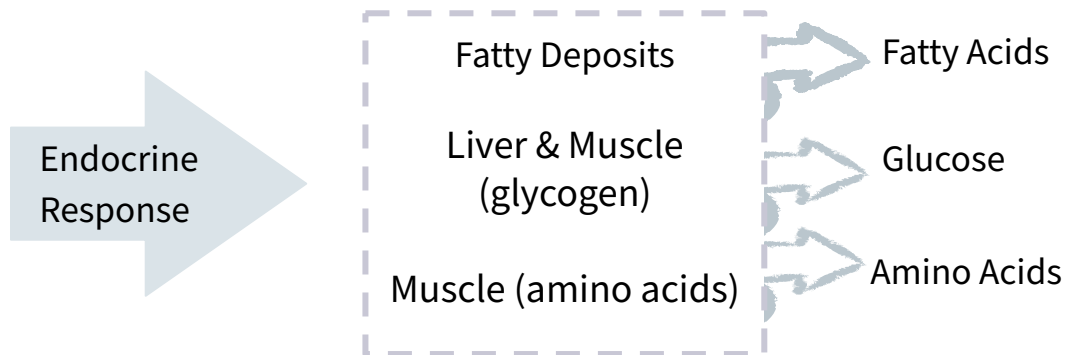 Endocrine
Response
Fatty Deposits
Liver & Muscle
(glycogen)
Muscle (amino acids)
Fatty Acids
Glucose
Amino Acids